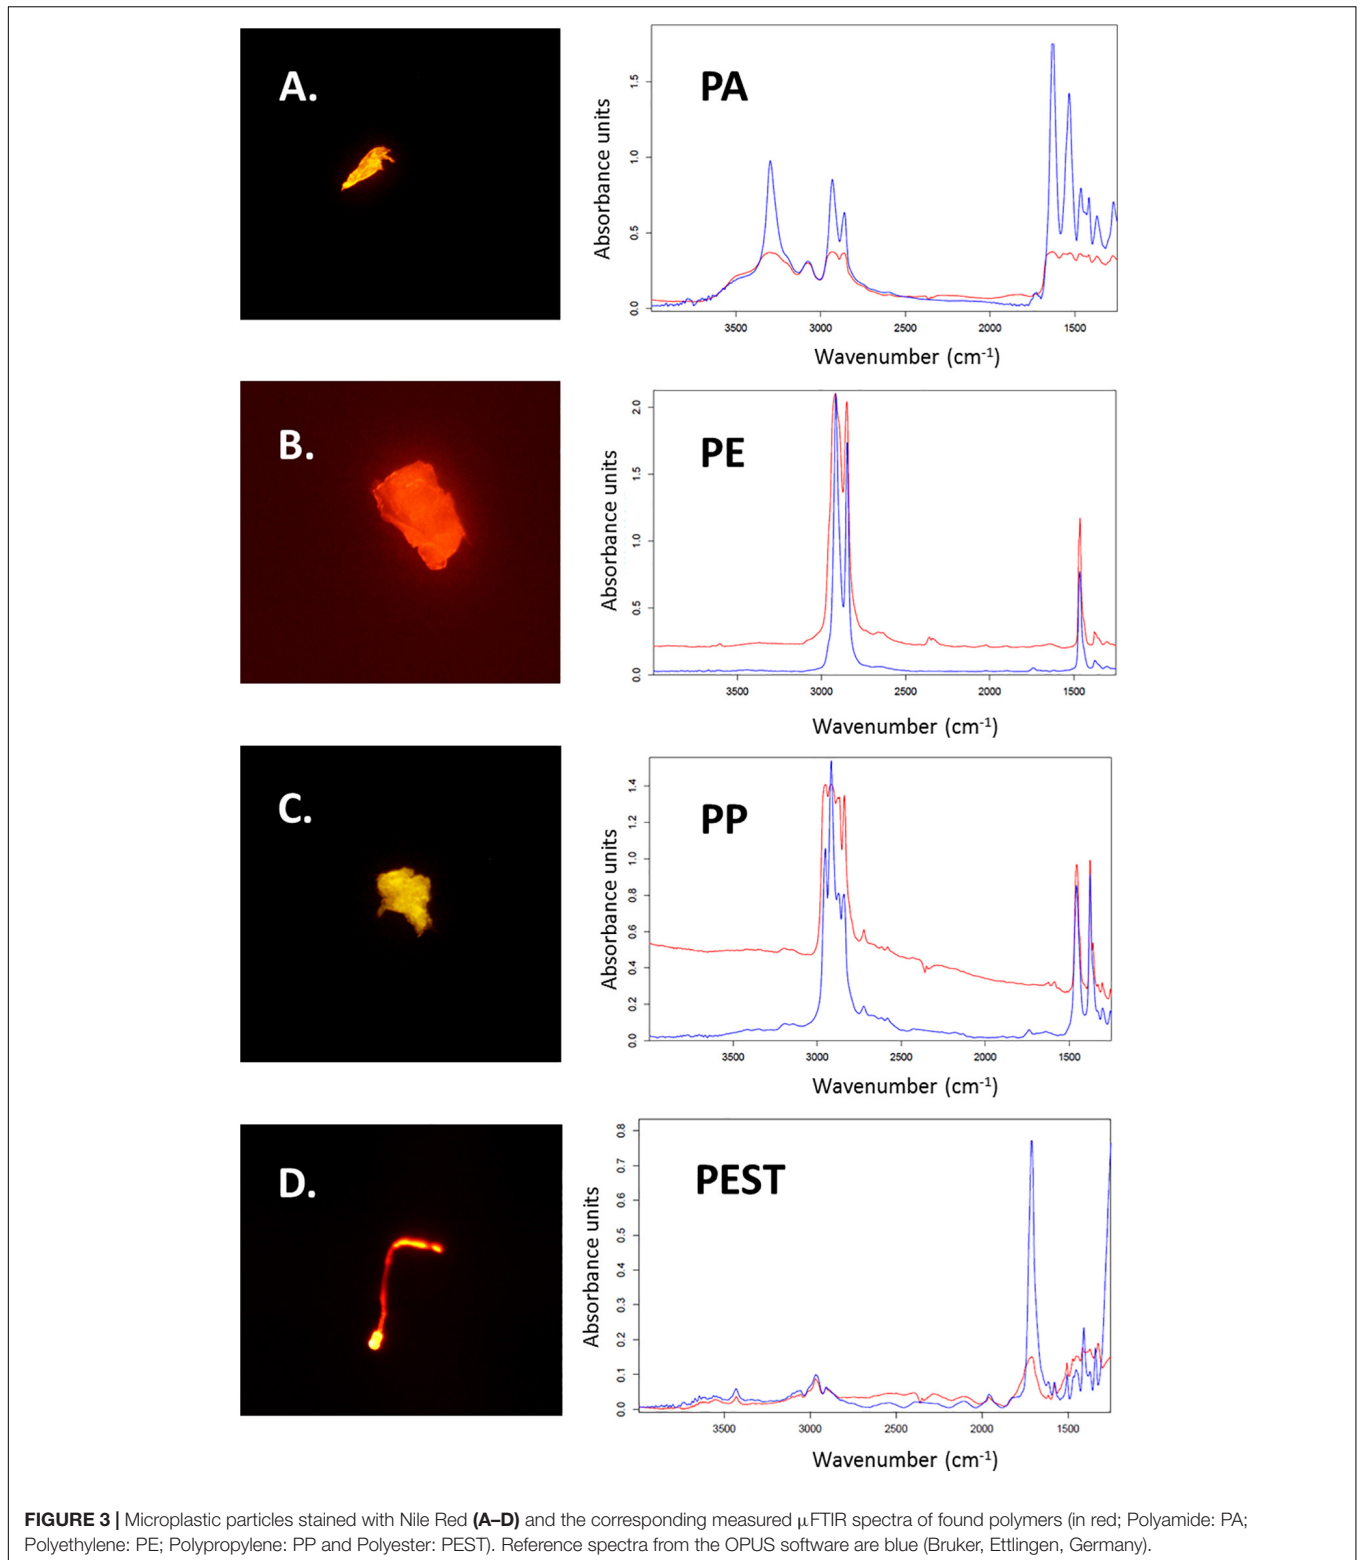 A.
PA
Absorbance units
0.0
0.5
1.0
1.5
3500
3000
2500
2000
1500
Wavenumber (cm-1)
B.
PE
Absorbance units
0.0
0.5
1.0
1.5
2.0
3500
3000
2500
2000
1500
Wavenumber (cm-1)
C.
PP
Absorbance units
0.0
0.2
0.4
0.6
0.8
1.0
1.2
1.4
3500
3000
2500
2000
1500
Wavenumber (cm-1)
D.
PEST
Absorbance units
0.0
0.1
0.2
0.3
0.4
0.5
0.6
0.7
0.8
3500
3000
2500
2000
1500
Wavenumber (cm-1)
FIGURE 3 | Microplastic particles stained with Nile Red (A–D) and the corresponding measured μFTIR spectra of found polymers (in red; Polyamide: PA;
Polyethylene: PE; Polypropylene: PP and Polyester: PEST). Reference spectra from the OPUS software are blue (Bruker, Ettlingen, Germany).